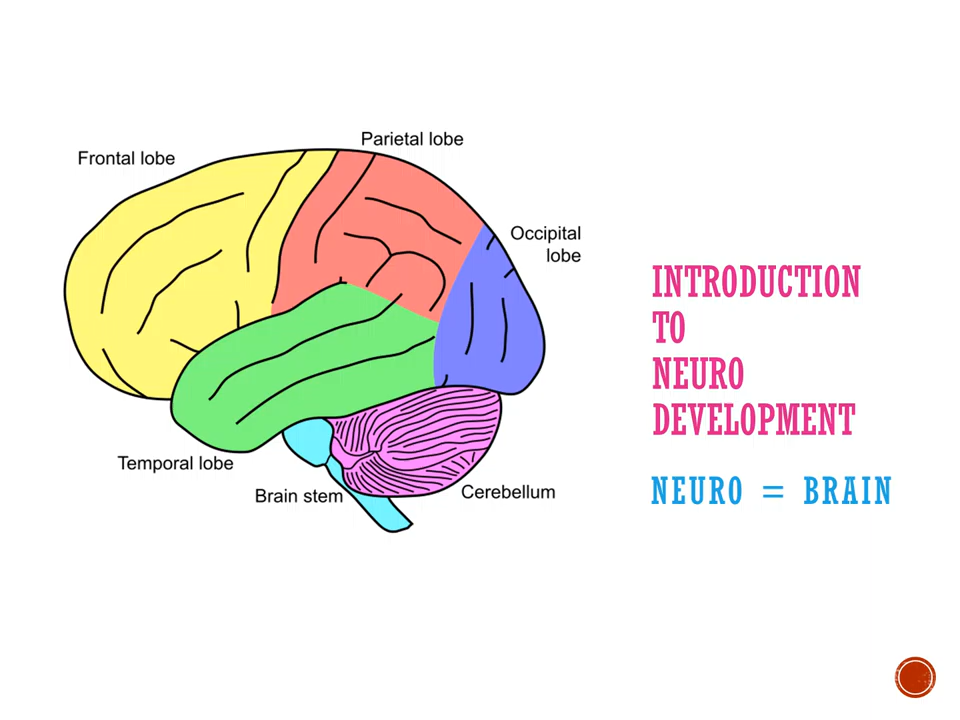 Parietal lobe
Frontal lobe
Occipital
lobe
Temporal lobe
Brain stem
Cerebellum
INTRODUCTION
TO
NEURO
DEVELOPMENT
NEURO = BRAIN